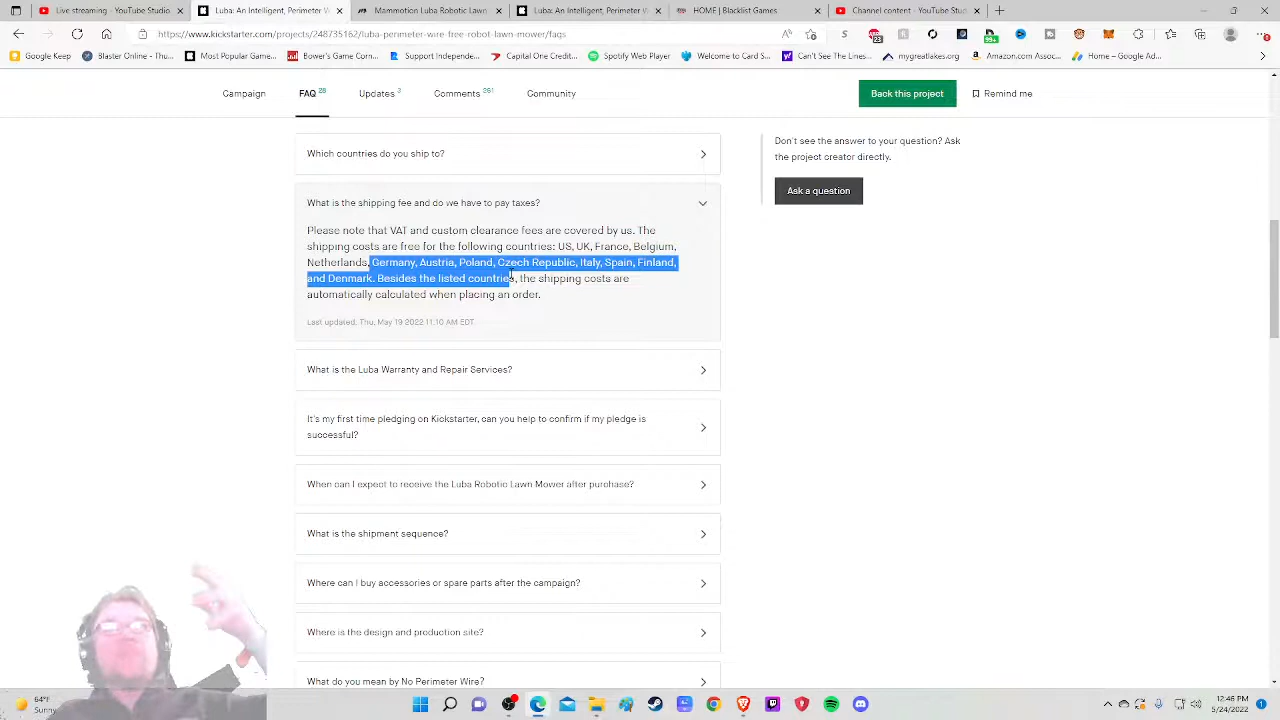 Live streaming - YouTube Studio
Luba: An Intelligent, Perimeter W
Mammotion Luba Robotic Lawn
Luba: An Intelligent, Perimeter W
HOME | Backlist Games
Channel content - YouTube Stud
https://www.kickstarter.com/projects/248735162/luba-perimeter-wire-free-robot-lawn-mower/faqs
Google Keep
Blaster Online - Tho...
Most Popular Pione...
Bower's Game Corn...
Support Independe...
Capital One Credit...
Spotify Web Player
Welcome to Card S...
Can't Sees The...
mygreatlakes.org
Amazon.com Assoc...
Home – Google Ad...
Campaign
FAQ 28
Updates 3
Comments 261
Community
Back this project
Remind me
Which countries do you ship to?
What is the shipping fee and do we have to pay taxes?
Please note that VAT and custom clearance fees are covered by us. The
shipping costs are free for the following countries: US, UK, France, Belgium,
Netherlands, Germany, Austria, Poland, Czech Republic, Italy, Spain, Finland,
and Denmark. Besides the listed countries, the shipping costs are
automatically calculated when placing an order.
Last updated: Thu, May 19 2022 11:10 AM EDT
What is the Luba Warranty and Repair Services?
It's my first time pledging on Kickstarter, can you help to confirm if my pledge is
successful?
When can I expect to receive the Luba Robotic Lawn Mower after purchase?
What is the shipment sequence?
Where can I buy accessories or spare parts after the campaign?
Where is the design and production site?
What do you mean by No Perimeter Wire?
Don't see the answer to your question? Ask
the project creator directly.
Ask a question
64°F
Sunny
12:46 PM
5/24/2022